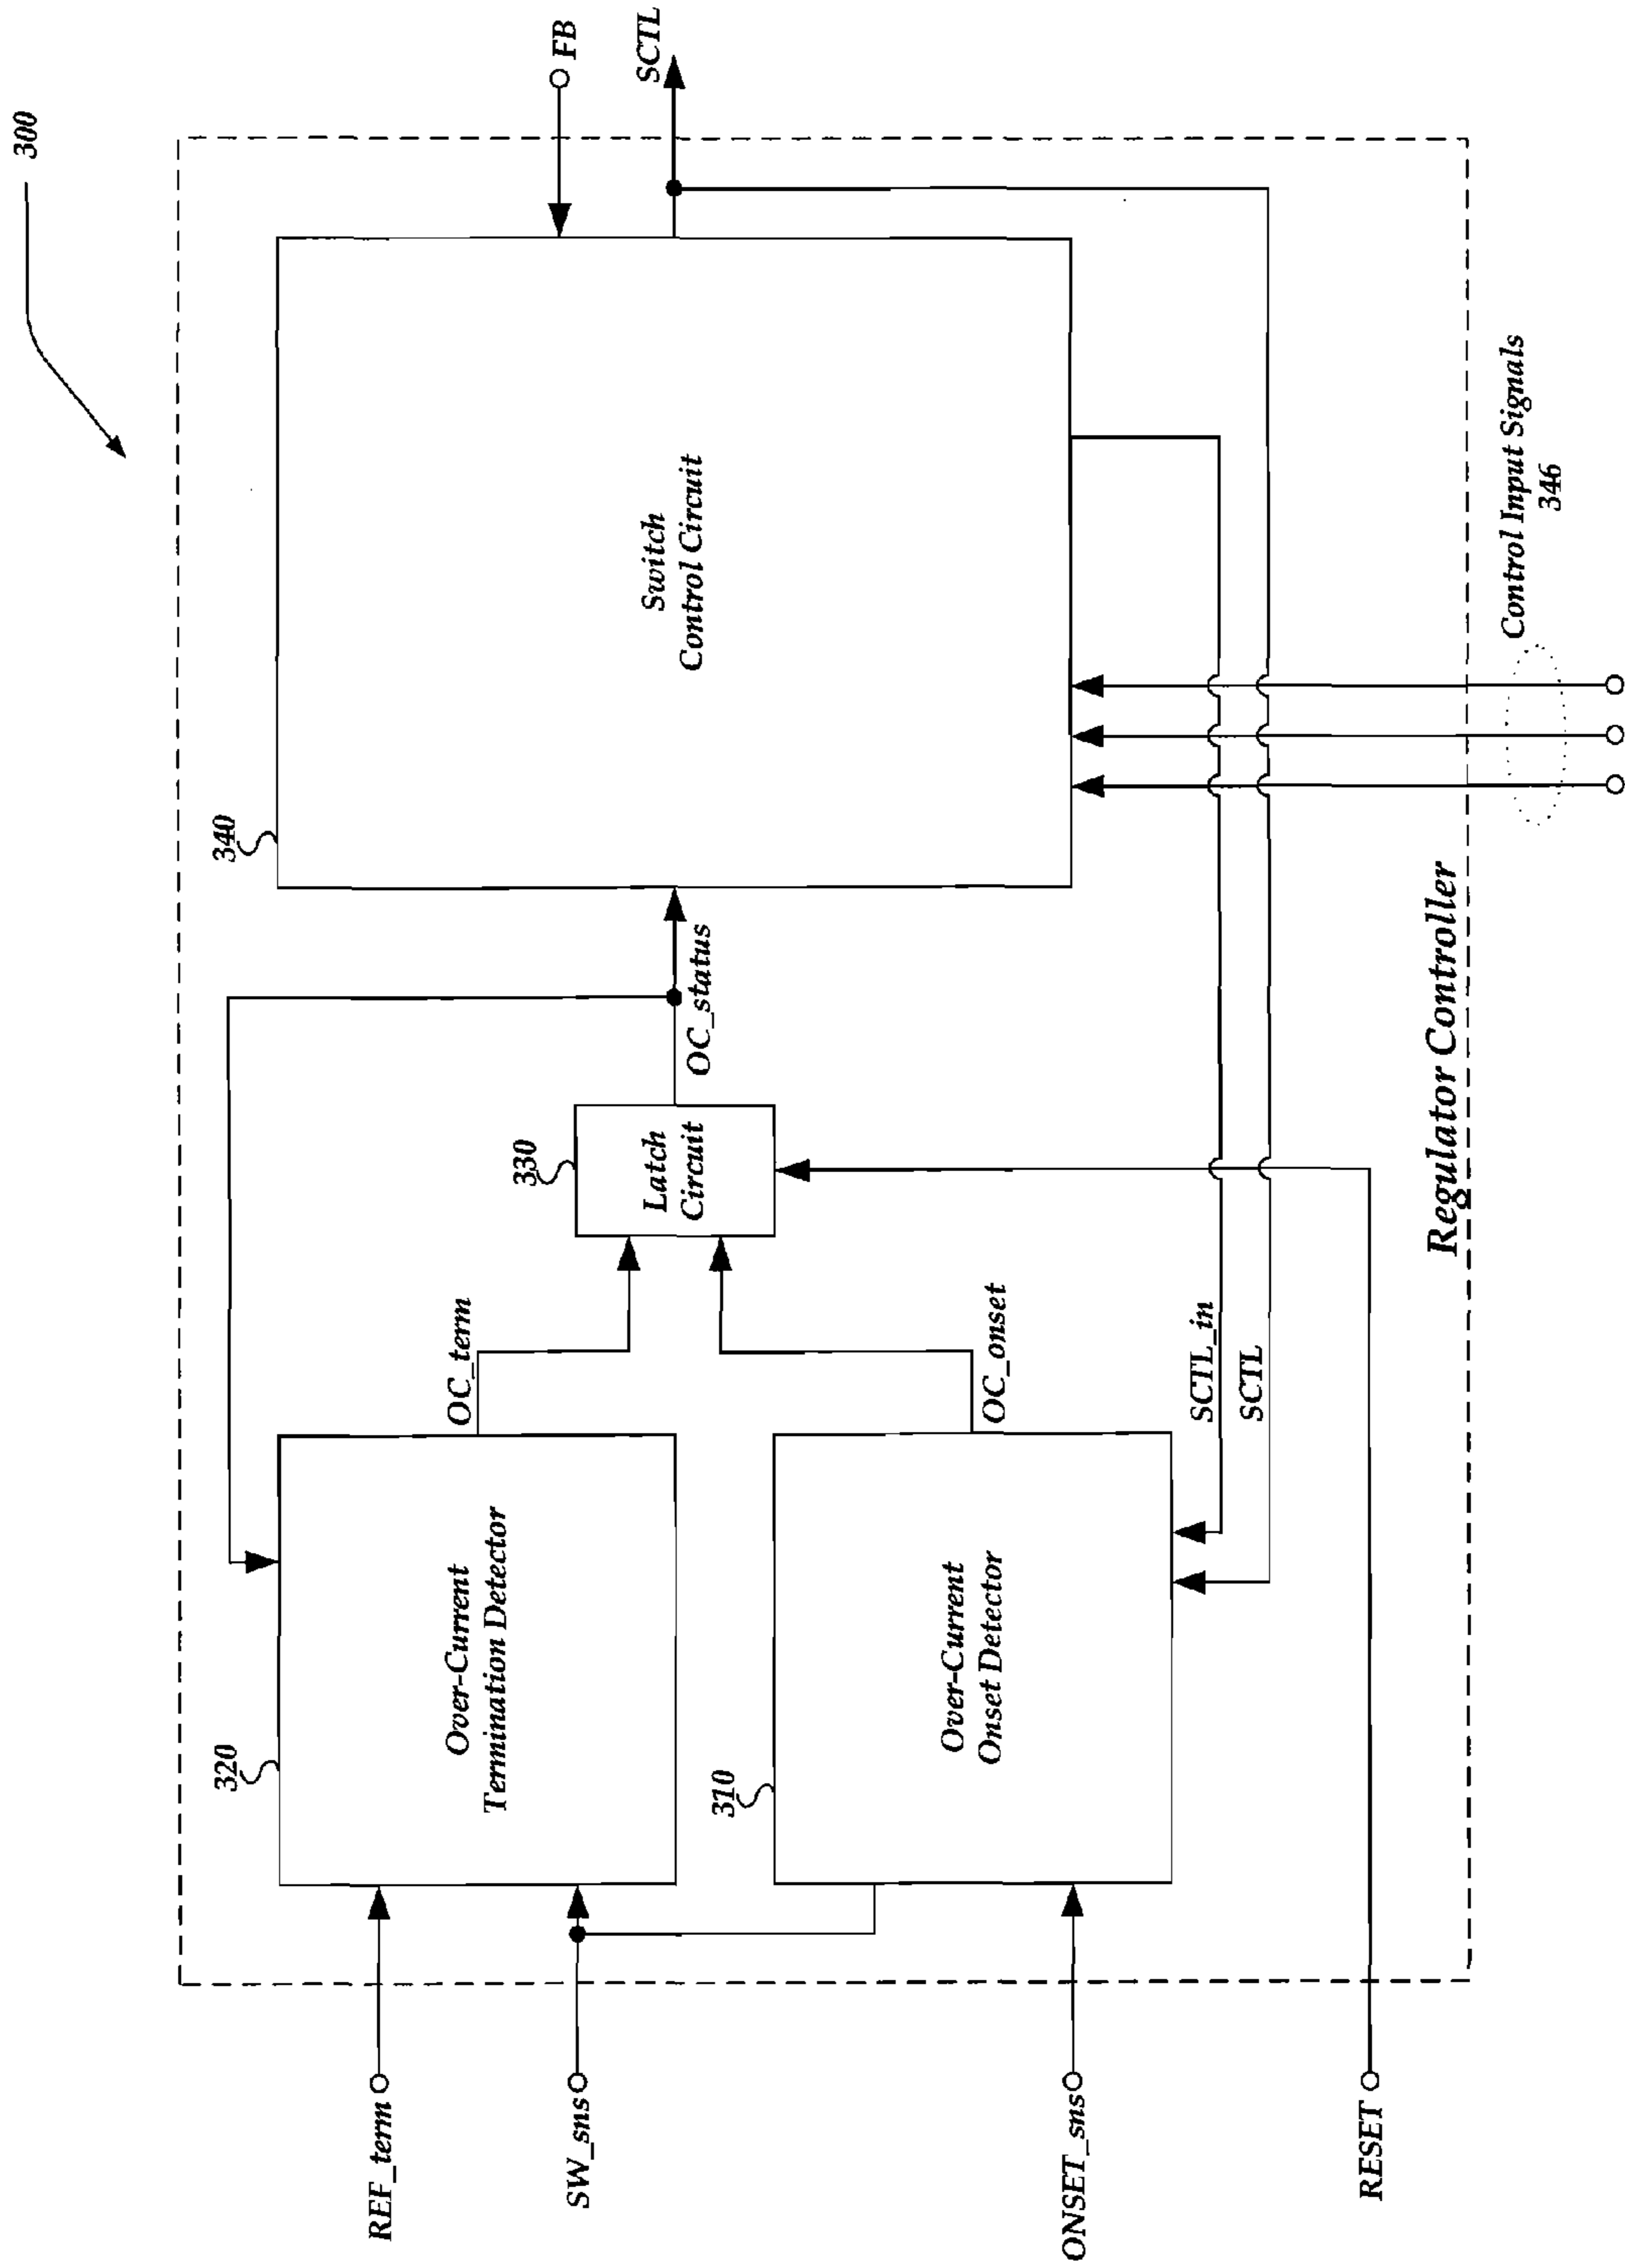 300
REF_term
SW_sns
ONSET_sns
RESET
320
Over-Current
Termination Detector
310
Over-Current
Onset Detector
OC_term
OC_onset
SCTL_in
SCTL
330
Latch
Circuit
OC_status
340
Switch
Control Circuit
FB
SCTL
Regulator Controller
Control Input Signals
346